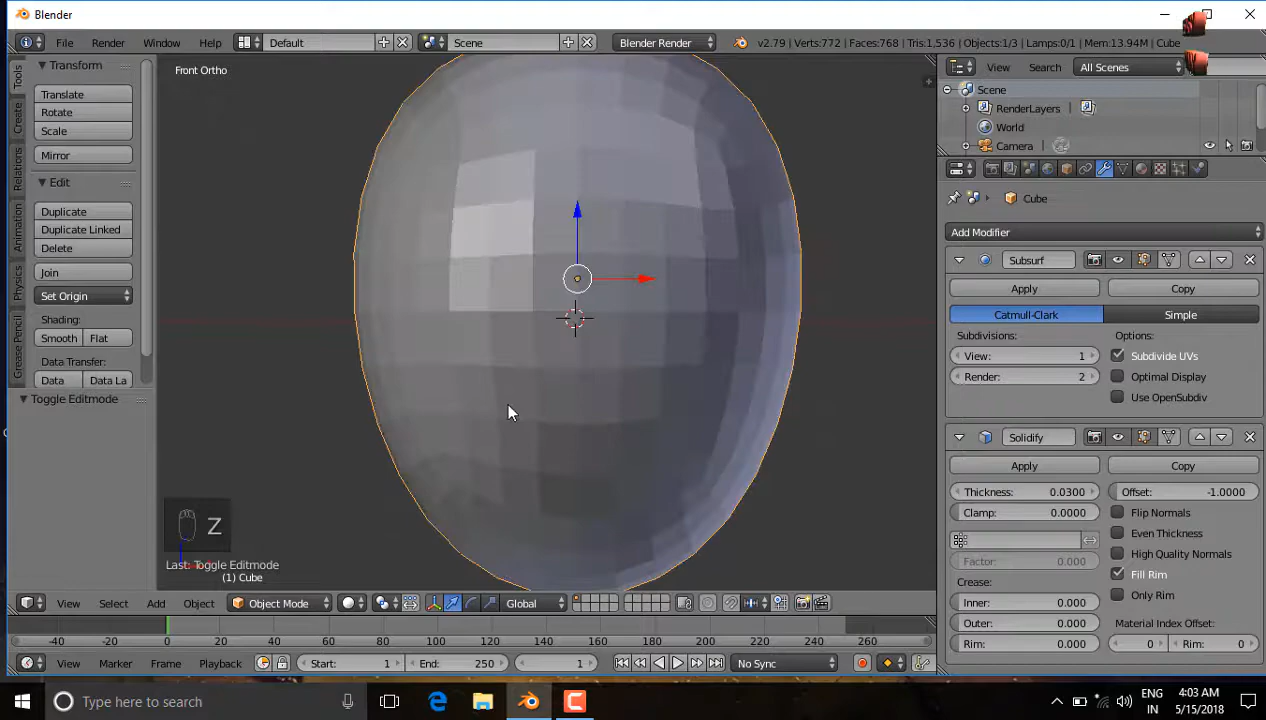 Blender
File Render Window Help Default Scene Blender Render v2.79 | Verts:772 | Faces:768 | Tris:1,536 | Objects:1/3 | Lamps:0/1 | Mem:13.94M | Cube
Transform
Translate
Rotate
Scale
Mirror
Edit
Duplicate
Duplicate Linked
Delete
Join
Set Origin
Shading:
Smooth Flat
Data Transfer:
Data Data La
Toggle Editmode
Tools
Create
Relations
Animation
Physics
Grease Pencil
Front Ortho
Z
Last: Toggle Editmode
(1) Cube
View Select Add Object Object Mode Global
-40 -20 0 20 40 60 80 100 120 140 160 180 200 220 240 260
View Marker Frame Playback Start: 1 End: 250 1 No Sync
View Search All Scenes
Scene
RenderLayers
World
Camera
Cube
Add Modifier
Subsurf
Apply Copy
Catmull-Clark Simple
Subdivisions: Options:
View: 1 Subdivide UVs
Render: 2 Optimal Display
Use OpenSubdiv
Solidify
Apply Copy
Thickness: 0.0300 Offset: -1.0000
Clamp: 0.0000 Flip Normals
Even Thickness
Factor: 0.000 High Quality Normals
Crease: Fill Rim
Inner: 0.000 Only Rim
Outer: 0.000 Material Index Offset:
Rim: 0.000 0 Rim: 0
Type here to search
ENG
IN
4:03 AM
5/15/2018